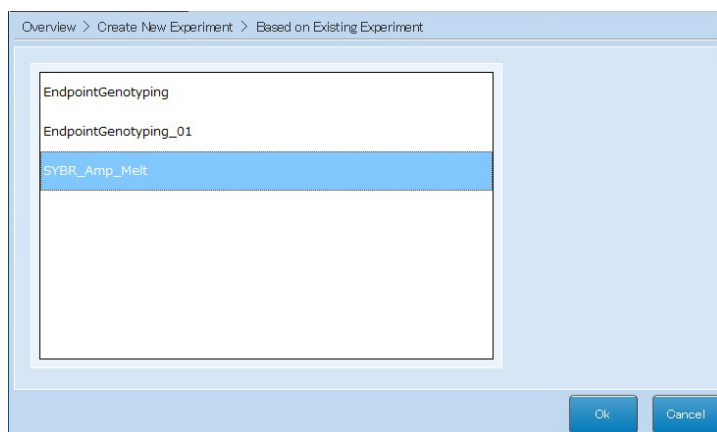 Overview > Create New Experiment > Based on Existing Experiment
EndpointGenotyping
EndpointGenotyping_01
SYBR_Amp_Melt
Ok Cancel